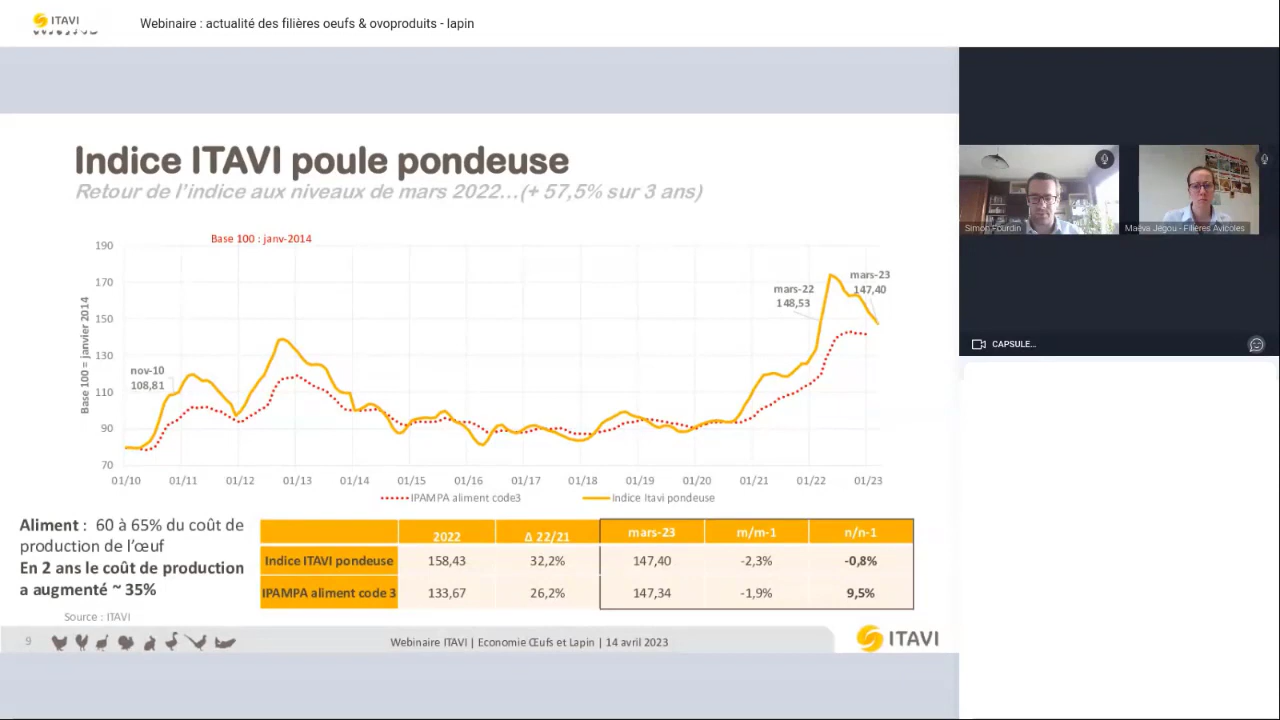 ITAVI
Webinaire : actualité des filières oeufs & ovoproduits - lapin
Indice ITAVI poule pondeuse
Retour de l'indice aux niveaux de mars 2022…(+ 57,5% sur 3 ans)
Base 100 : janv-2014
Base 100 = janvier 2014
190
170
150
130
110
90
70
nov-10
108,81
mars-22
148,53
mars-23
147,40
01/10 01/11 01/12 01/13 01/14 01/15 01/16 01/17 01/18 01/19 01/20 01/21 01/22 01/23
IPAMPA aliment code3 Indice Itavi pondeuse
Aliment : 60 à 65% du coût de
production de l'œuf
En 2 ans le coût de production
a augmenté ~ 35%
2022 Δ 22/21 mars-23 m/m-1 n/n-1
Indice ITAVI pondeuse 158,43 32,2% 147,40 -2,3% -0,8%
IPAMPA aliment code 3 133,67 26,2% 147,34 -1,9% 9,5%
Source : ITAVI
9
Webinaire ITAVI | Economie Œufs et Lapin | 14 avril 2023
ITAVI
Simon Fourdin
Maëva Jégou - Filières Avicoles
CAPSULE...